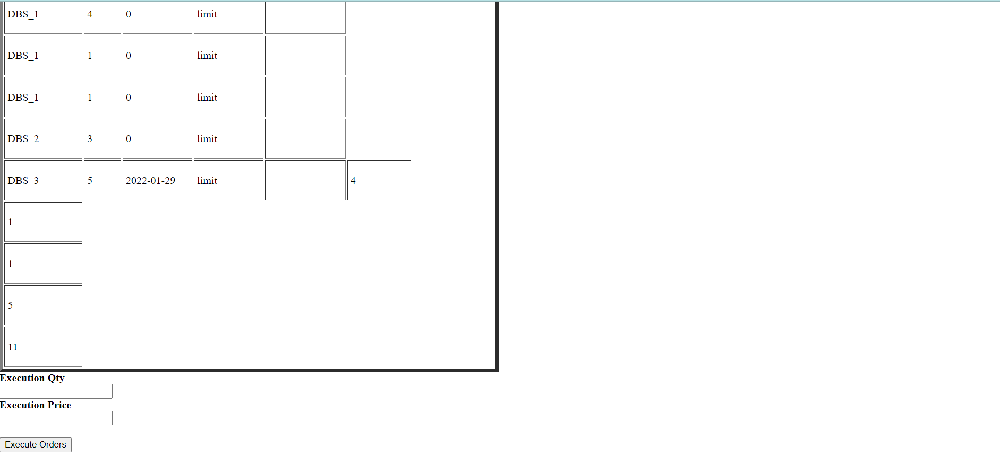 DBS_1 4 0 limit
DBS_1 1 0 limit
DBS_1 1 0 limit
DBS_2 3 0 limit
DBS_3 5 2022-01-29 limit 4
1
1
5
11
Execution Qty
Execution Price
Execute Orders